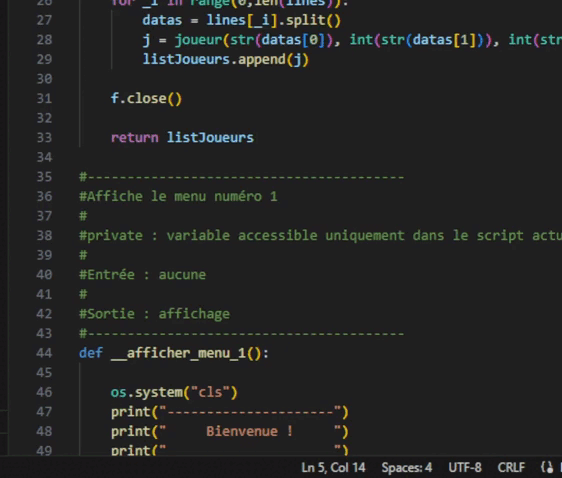 26 for _i in range(0,len(lines)):
27 datas = lines[_i].split()
28 j = joueur(str(datas[0]), int(str(datas[1])), int(str
29 listJoueurs.append(j)
30
31 f.close()
32
33 return listJoueurs
34
35 #----------------------------------------
36 #Affiche le menu numéro 1
37 #
38 #private : variable accessible uniquement dans le script actu
39 #
40 #Entrée : aucune
41 #
42 #Sortie : affichage
43 #----------------------------------------
44 def __afficher_menu_1():
45
46 os.system("cls")
47 print("---------------------")
48 print("     Bienvenue !     ")
49 print("                     ")
Ln 5, Col 14 Spaces: 4 UTF-8 CRLF